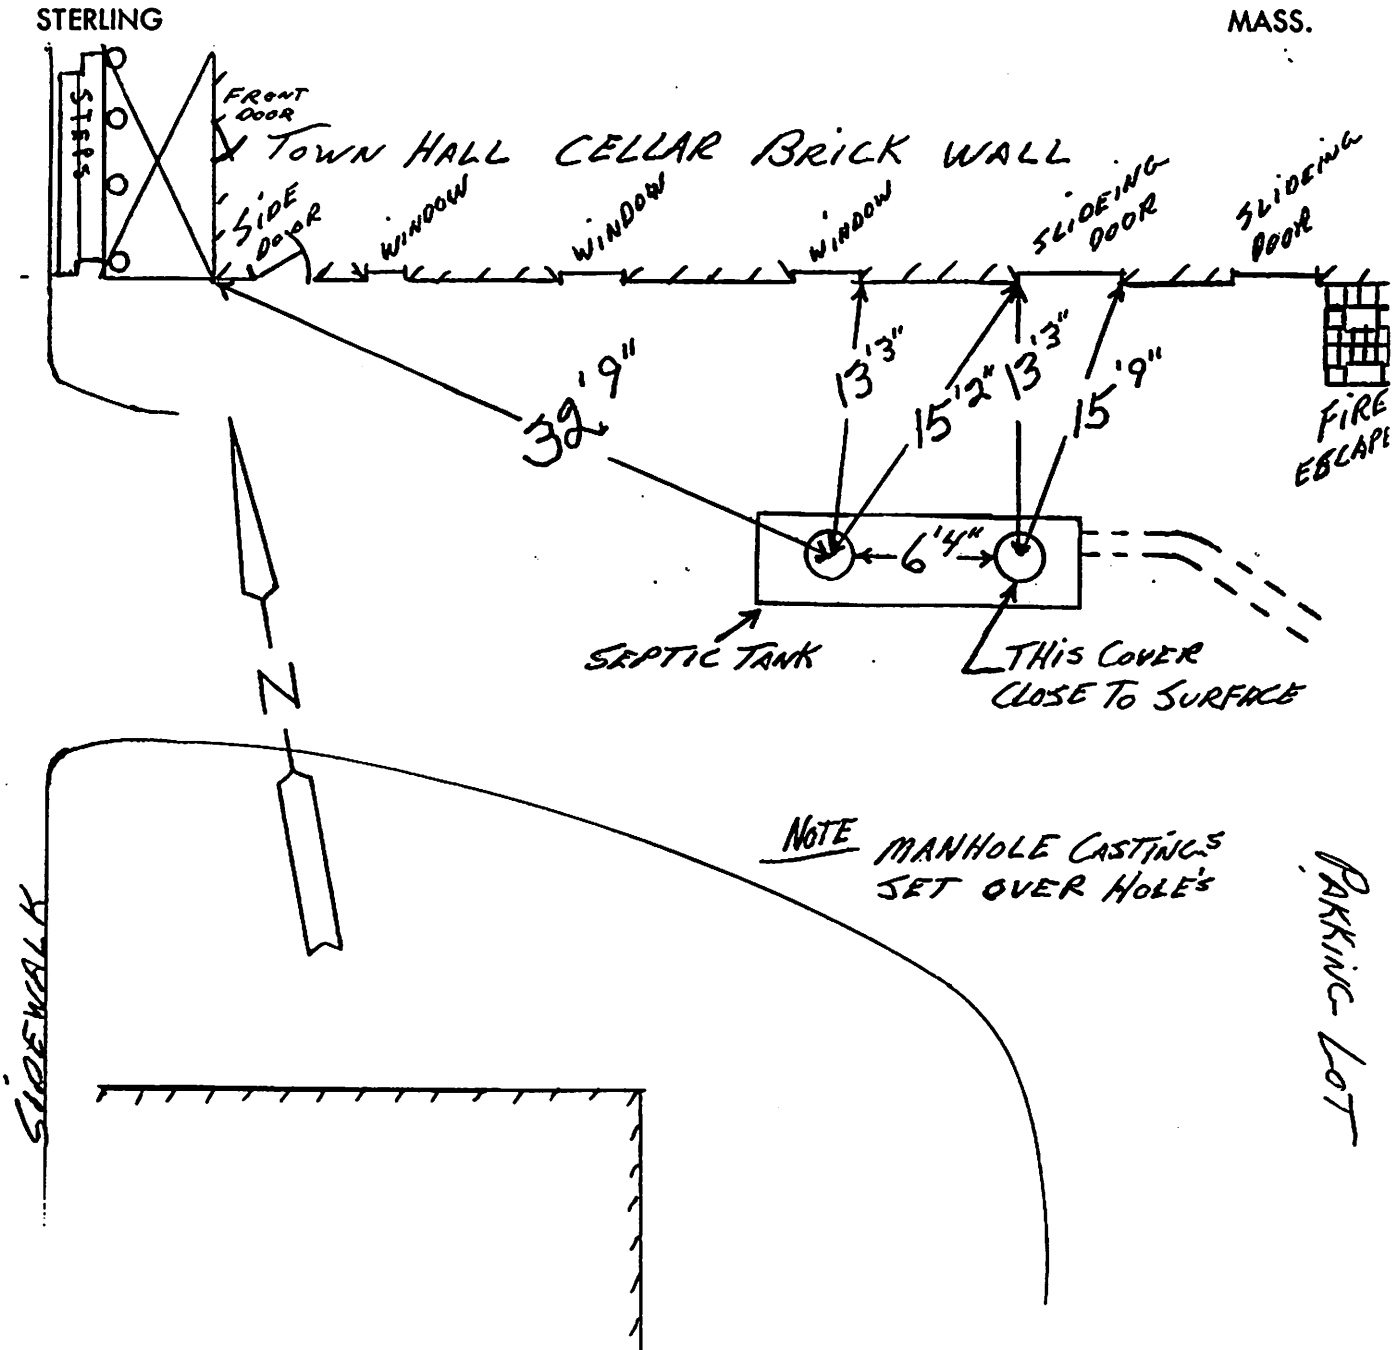 STERLING
MASS.
STEPS
FRONT
DOOR
TOWN HALL CELLAR BRICK WALL
SIDE
DOOR
WINDOW
WINDOW
WINDOW
SLIDEING
DOOR
SLIDEING
DOOR
32'9"
13'3"
15'2"
13'3"
15'9"
FIRE
ESCAPE
6'4"
SEPTIC TANK
THIS COVER
CLOSE TO SURFACE
N
NOTE MANHOLE CASTINGS
SET OVER HOLE'S
SIDEWALK
PARKING LOT